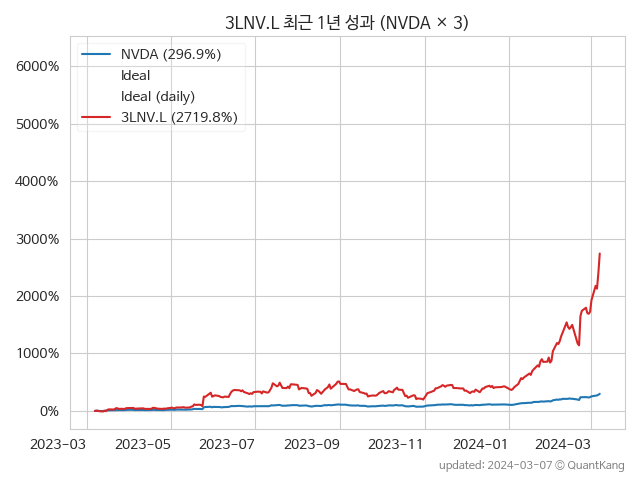 3LNV.L 최근 1년 성과 (NVDA × 3)
NVDA (296.9%)
Ideal
Ideal (daily)
3LNV.L (2719.8%)
6000%
5000%
4000%
3000%
2000%
1000%
0%
2023-03
2023-05
2023-07
2023-09
2023-11
2024-01
2024-03
updated: 2024-03-07 © QuantKang